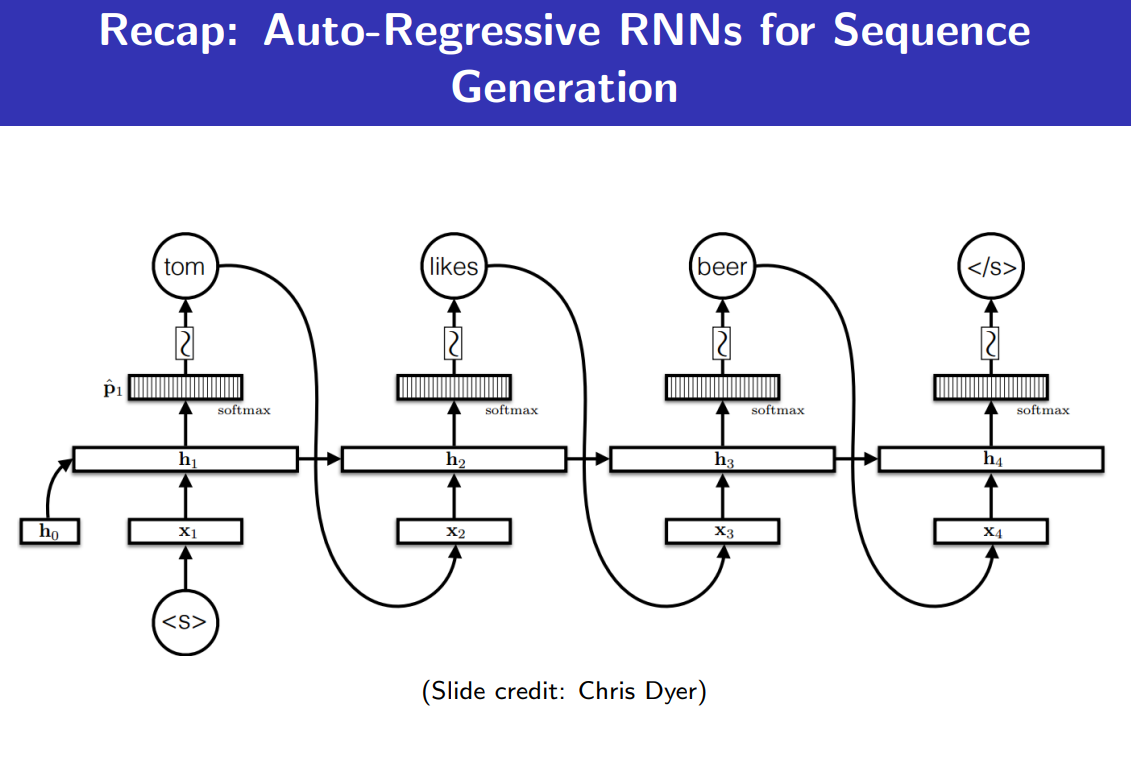 Recap: Auto-Regressive RNNs for Sequence
Generation
tom likes beer </s>
p̂₁
softmax softmax softmax softmax
h₁ h₂ h₃ h₄
h₀ x₁ x₂ x₃ x₄
<s>
(Slide credit: Chris Dyer)